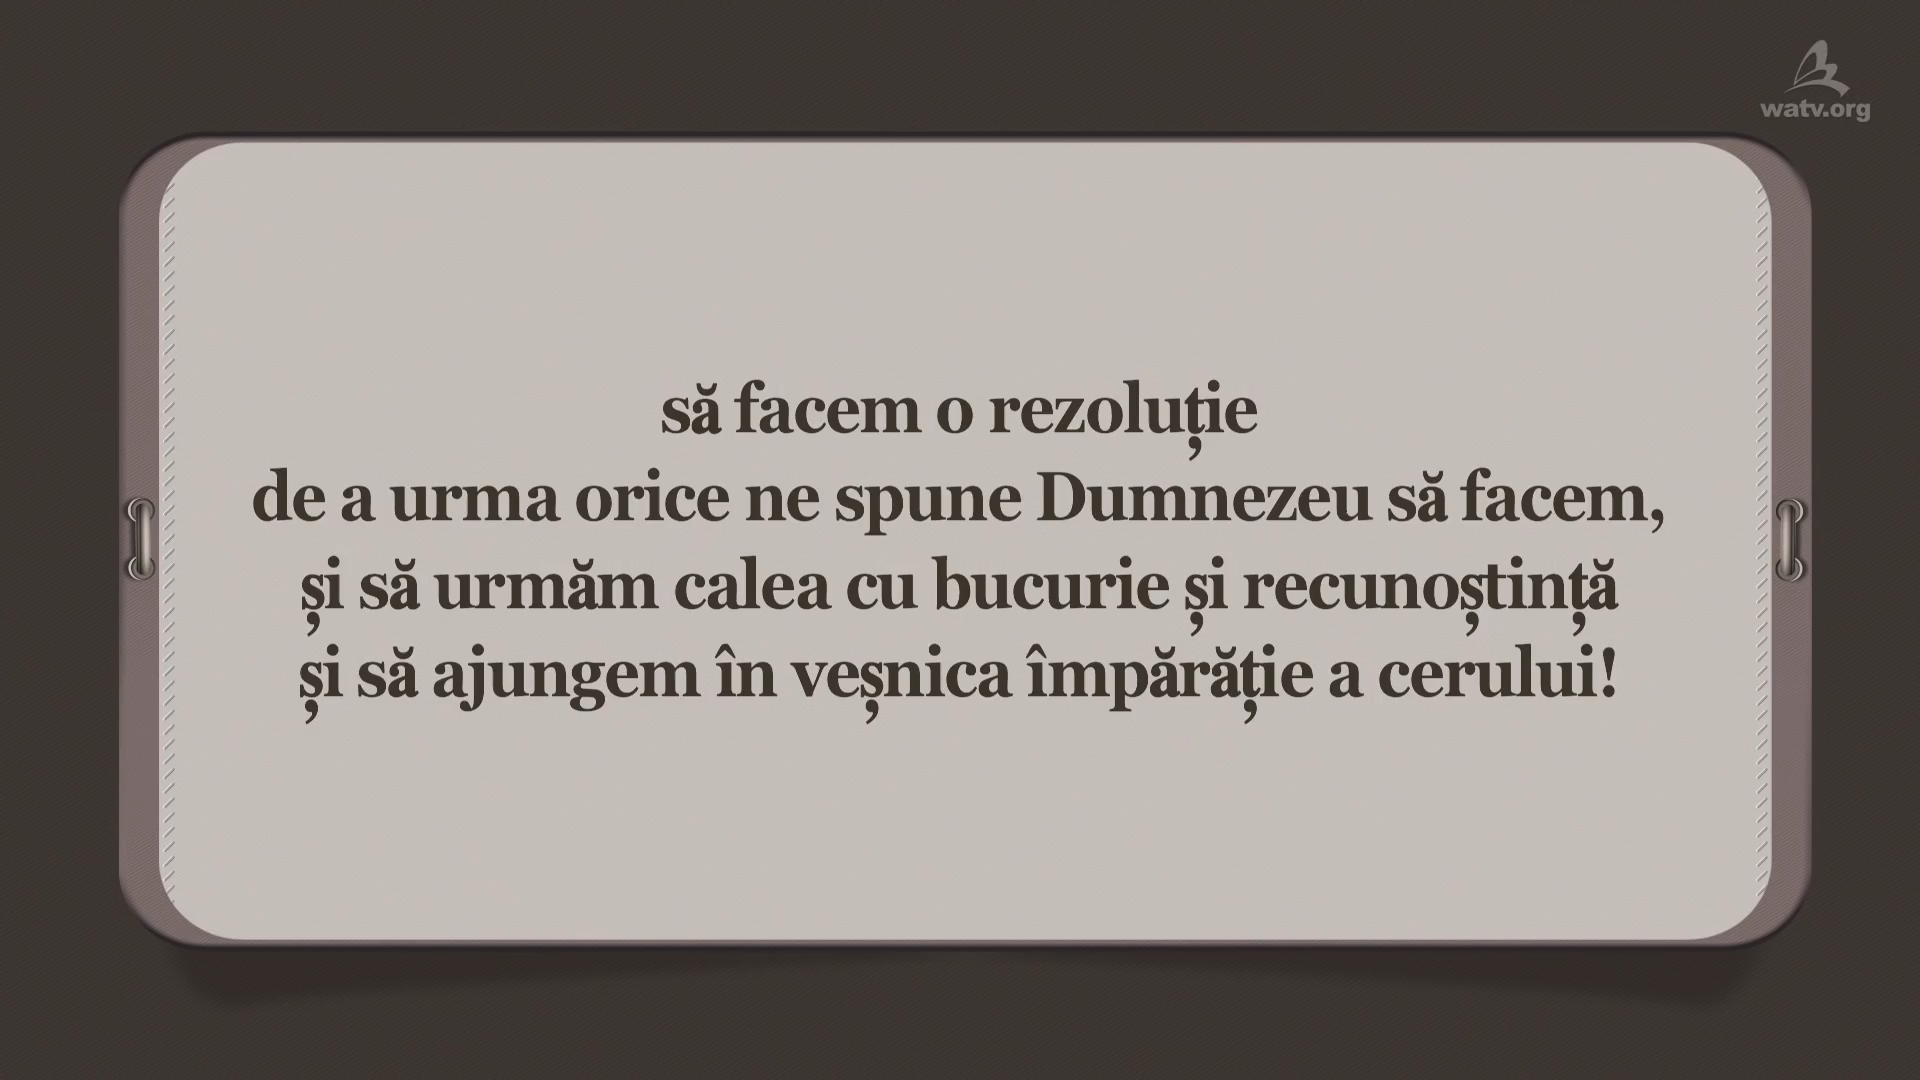 watv.org
să facem o rezoluție
de a urma orice ne spune Dumnezeu să facem,
și să urmăm calea cu bucurie și recunoștință
și să ajungem în veșnica împărăție a cerului!